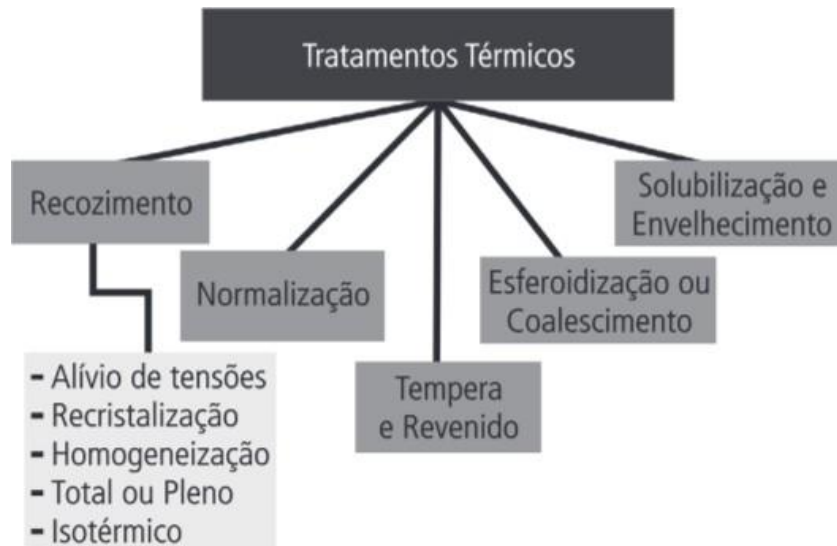 Tratamentos Térmicos
Recozimento
Solubilização e
Envelhecimento
Normalização
Esferoidização ou
Coalescimento
Tempera
e Revenido
- Alívio de tensões
- Recristalização
- Homogeneização
- Total ou Pleno
- Isotérmico